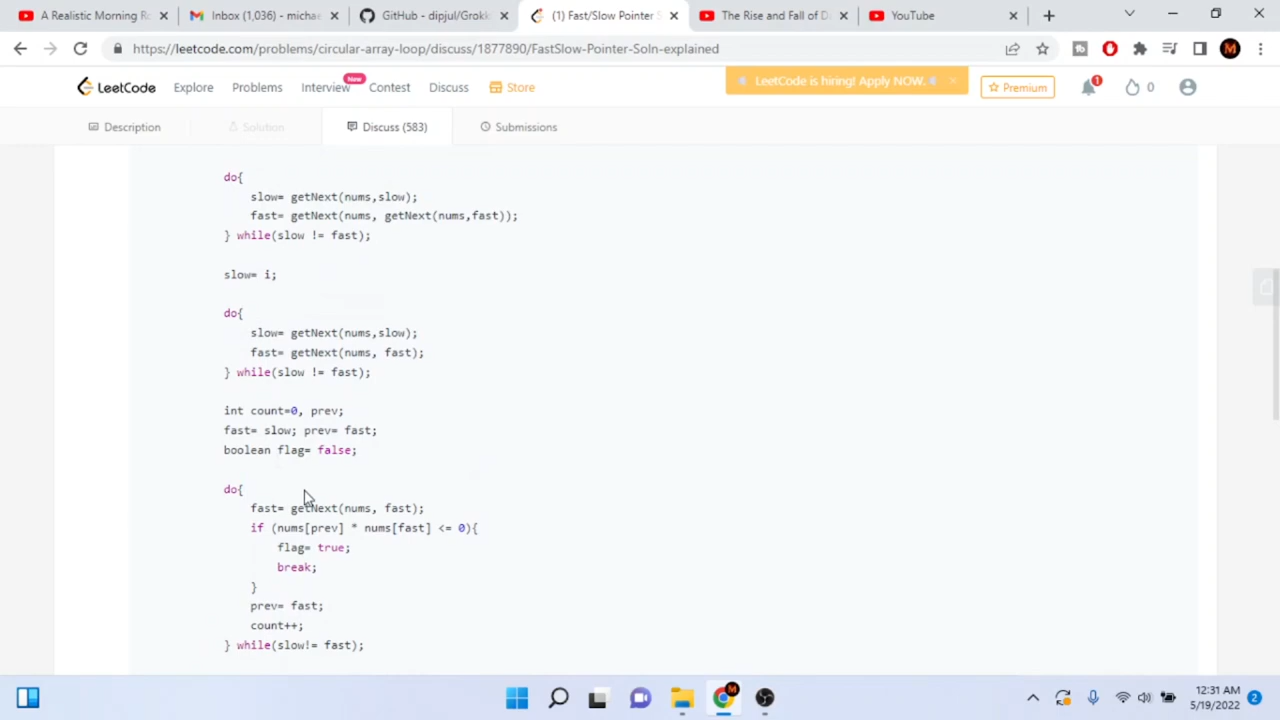 A Realistic Morning Ro
Inbox (1,036) - michae
GitHub - dipjul/Grokk
(1) Fast/Slow Pointer S
The Rise and Fall of D
YouTube
https://leetcode.com/problems/circular-array-loop/discuss/1877890/FastSlow-Pointer-Soln-explained
M
LeetCode
Explore
Problems
Interview
New
Contest
Discuss
Store
LeetCode is hiring! Apply NOW.
Premium
1
0
Description
Solution
Discuss (583)
Submissions
do{
slow= getNext(nums,slow);
fast= getNext(nums, getNext(nums,fast));
} while(slow != fast);
slow= i;
do{
slow= getNext(nums,slow);
fast= getNext(nums, fast);
} while(slow != fast);
int count=0, prev;
fast= slow; prev= fast;
boolean flag= false;
do{
fast= getNext(nums, fast);
if (nums[prev] * nums[fast] <= 0){
flag= true;
break;
}
prev= fast;
count++;
} while(slow!= fast);
M
12:31 AM
5/19/2022
2